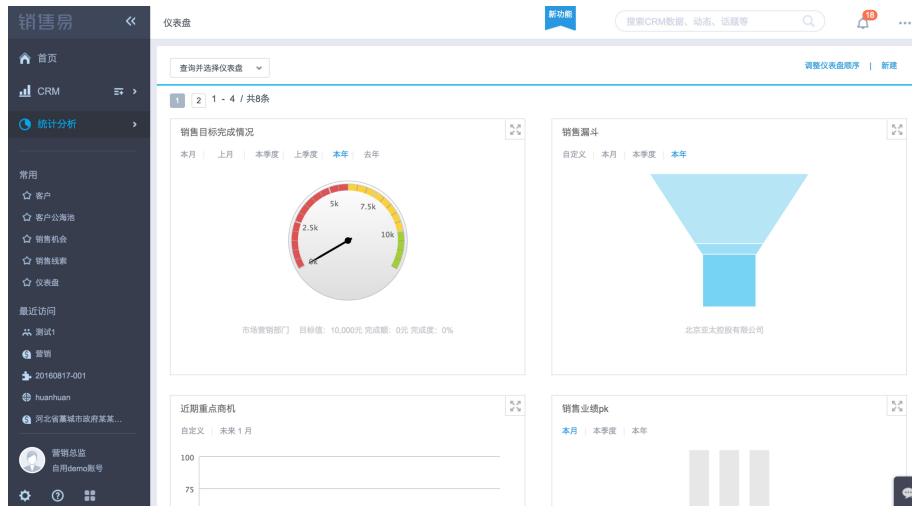 销售易
首页
CRM
统计分析
常用
客户
客户公海池
销售机会
销售线索
仪表盘
最近访问
测试1
营销
20160817-001
huanhuan
河北省藁城市政府某某...
营销总监
自用demo账号
仪表盘
新功能
搜索CRM数据、动态、话题等
18
查询并选择仪表盘
调整仪表盘顺序 | 新建
1 2 1 - 4 / 共8条
销售目标完成情况
本月 上月 本季度 上季度 本年 去年
0k
2.5k
5k
7.5k
10k
市场营销部门 目标值: 10,000元 完成额: 0元 完成度: 0%
销售漏斗
自定义 本月 本季度 本年
北京亚太控股有限公司
近期重点商机
自定义 未来 1 月
100
75
销售业绩pk
本月 本季度 本年